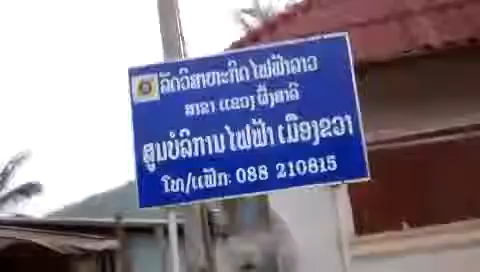 ລັດວິສາຫະກິດໄຟຟ້າລາວ
ສາຂາ ແຂວງ ຜົ້ງສາລີ
ສູນບໍລິການໄຟຟ້າ ເມືອງຂວາ
ໂທ/ແຟັກ: 088 210815